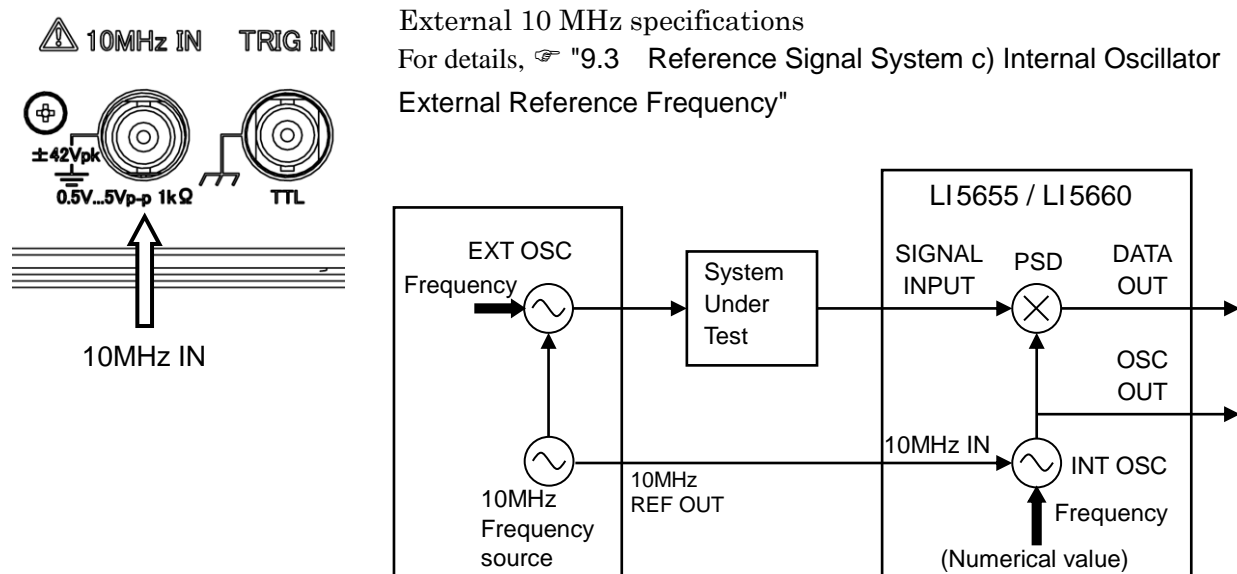 10MHz IN TRIG IN
±42Vpk
0.5V...5Vp-p 1kΩ
TTL
10MHz IN
External 10 MHz specifications
For details, ☞ "9.3 Reference Signal System c) Internal Oscillator
External Reference Frequency"
EXT OSC
Frequency
10MHz
Frequency
source
10MHz
REF OUT
System
Under
Test
LI5655 / LI5660
SIGNAL
INPUT
PSD
DATA
OUT
OSC
OUT
10MHz IN
INT OSC
Frequency
(Numerical value)